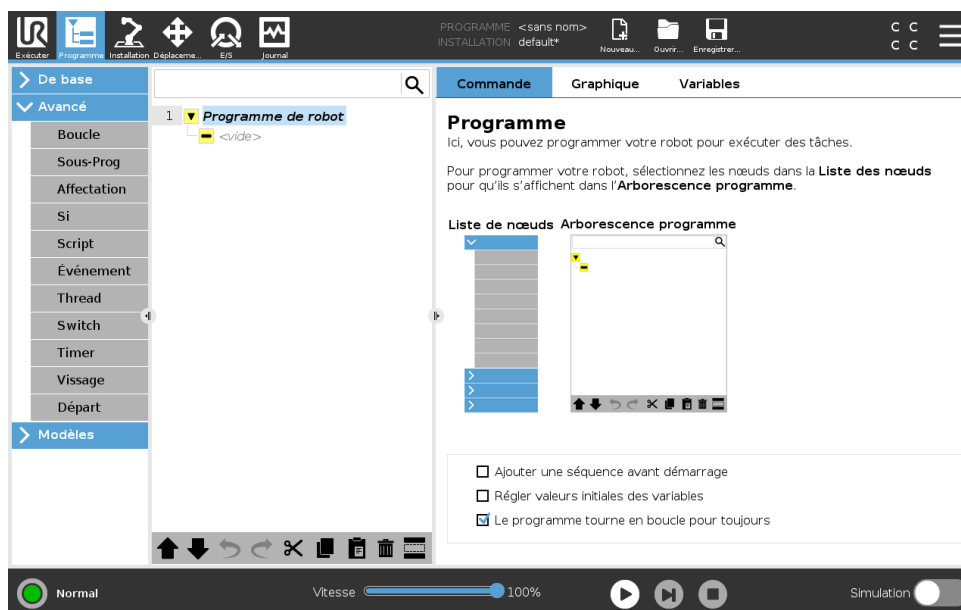 PROGRAMME <sans nom>
INSTALLATION default*
Exécuter Programme Installation Déplaceme... E/S Journal
Nouveau... Ouvrir... Enregistrer...
C C
C C
De base
Avancé
Boucle
Sous-Prog
Affectation
Si
Script
Événement
Thread
Switch
Timer
Vissage
Départ
Modèles
1 Programme de robot
<vide>
Commande Graphique Variables
Programme
Ici, vous pouvez programmer votre robot pour exécuter des tâches.
Pour programmer votre robot, sélectionnez les nœuds dans la Liste des nœuds
pour qu'ils s'affichent dans l'Arborescence programme.
Liste de nœuds Arborescence programme
Ajouter une séquence avant démarrage
Régler valeurs initiales des variables
Le programme tourne en boucle pour toujours
Normal
Vitesse 100%
Simulation